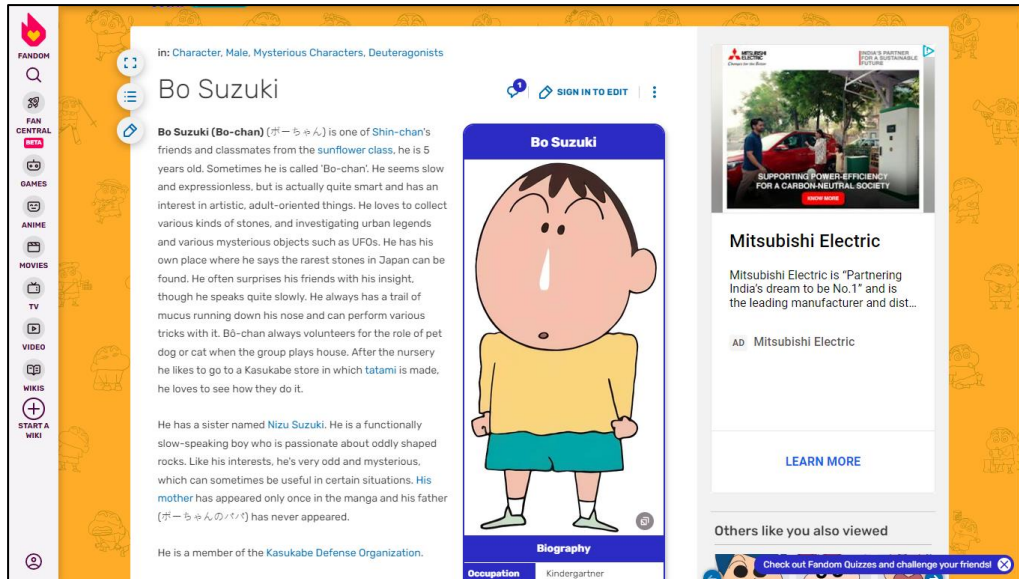 FANDOM
FAN
CENTRAL
BETA
GAMES
ANIME
MOVIES
TV
VIDEO
WIKIS
START A
WIKI
in: Character, Male, Mysterious Characters, Deuteragonists
Bo Suzuki
1
SIGN IN TO EDIT
Bo Suzuki (Bo-chan) (ボーちゃん) is one of Shin-chan's
friends and classmates from the sunflower class, he is 5
years old. Sometimes he is called 'Bo-chan'. He seems slow
and expressionless, but is actually quite smart and has an
interest in artistic, adult-oriented things. He loves to collect
various kinds of stones, and investigating urban legends
and various mysterious objects such as UFOs. He has his
own place where he says the rarest stones in Japan can be
found. He often surprises his friends with his insight,
though he speaks quite slowly. He always has a trail of
mucus running down his nose and can perform various
tricks with it. Bō-chan always volunteers for the role of pet
dog or cat when the group plays house. After the nursery
he likes to go to a Kasukabe store in which tatami is made,
he loves to see how they do it.
He has a sister named Nizu Suzuki. He is a functionally
slow-speaking boy who is passionate about oddly shaped
rocks. Like his interests, he's very odd and mysterious,
which can sometimes be useful in certain situations. His
mother has appeared only once in the manga and his father
(ボーちゃんのパパ) has never appeared.
He is a member of the Kasukabe Defense Organization.
Bo Suzuki
Biography
Occupation Kindergartner
MITSUBISHI
ELECTRIC
Changes for the Better
INDIA'S PARTNER
FOR A SUSTAINABLE
FUTURE
SUPPORTING POWER-EFFICIENCY
FOR A CARBON-NEUTRAL SOCIETY
KNOW MORE
Mitsubishi Electric
Mitsubishi Electric is "Partnering
India's dream to be No.1" and is
the leading manufacturer and dist...
AD Mitsubishi Electric
LEARN MORE
Others like you also viewed
Check out Fandom Quizzes and challenge your friends!